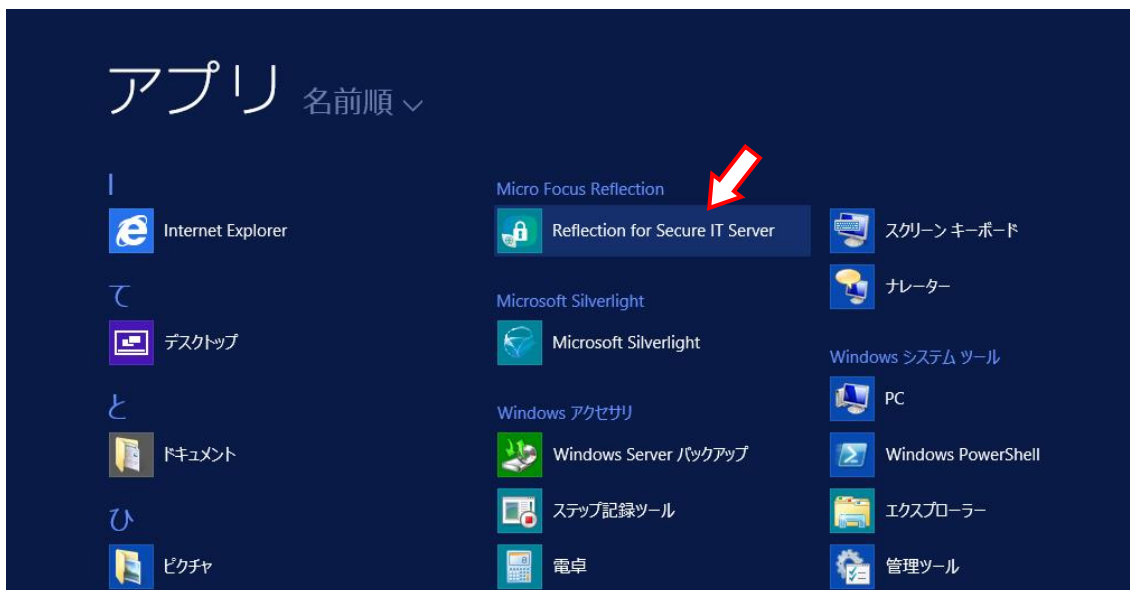 アプリ 名前順
I
Internet Explorer
て
デスクトップ
と
ドキュメント
ひ
ピクチャ
Micro Focus Reflection
Reflection for Secure IT Server
Microsoft Silverlight
Microsoft Silverlight
Windows アクセサリ
Windows Server バックアップ
ステップ記録ツール
電卓
スクリーン キーボード
ナレーター
Windows システム ツール
PC
Windows PowerShell
エクスプローラー
管理ツール